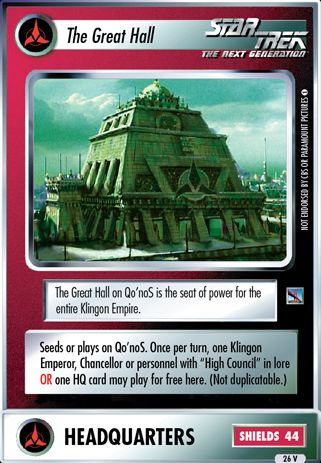 The Great Hall
STAR TREK
THE NEXT GENERATION
NOT ENDORSED BY CBS OR PARAMOUNT PICTURES
The Great Hall on Qo'noS is the seat of power for the
entire Klingon Empire.
Seeds or plays on Qo'noS. Once per turn, one Klingon
Emperor, Chancellor or personnel with "High Council" in lore
OR one HQ card may play for free here. (Not duplicatable.)
HEADQUARTERS
SHIELDS 44
26 V